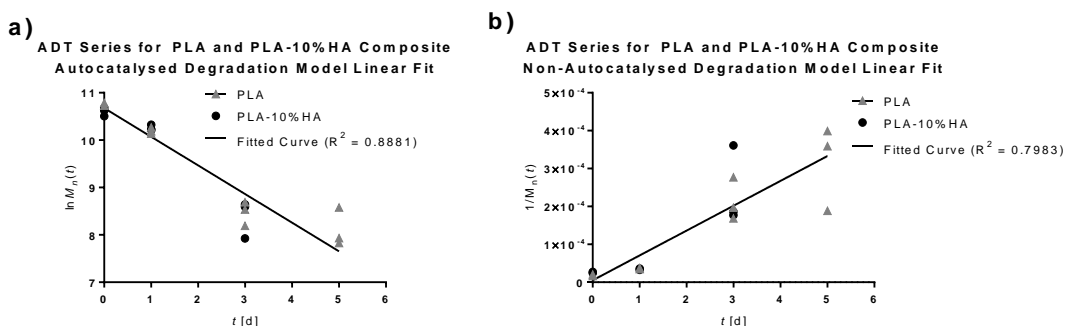 a)
ADT Series for PLA and PLA-10%HA Composite
Autocatalysed Degradation Model Linear Fit
11
10
9
8
7
ln Mn(t)
PLA
PLA-10%HA
Fitted Curve (R² = 0.8881)
0 1 2 3 4 5 6
t [d]
b)
ADT Series for PLA and PLA-10%HA Composite
Non-Autocatalysed Degradation Model Linear Fit
5×10⁻⁴
4×10⁻⁴
3×10⁻⁴
2×10⁻⁴
1×10⁻⁴
0
1/Mn(t)
PLA
PLA-10%HA
Fitted Curve (R² = 0.7983)
0 1 2 3 4 5 6
t [d]